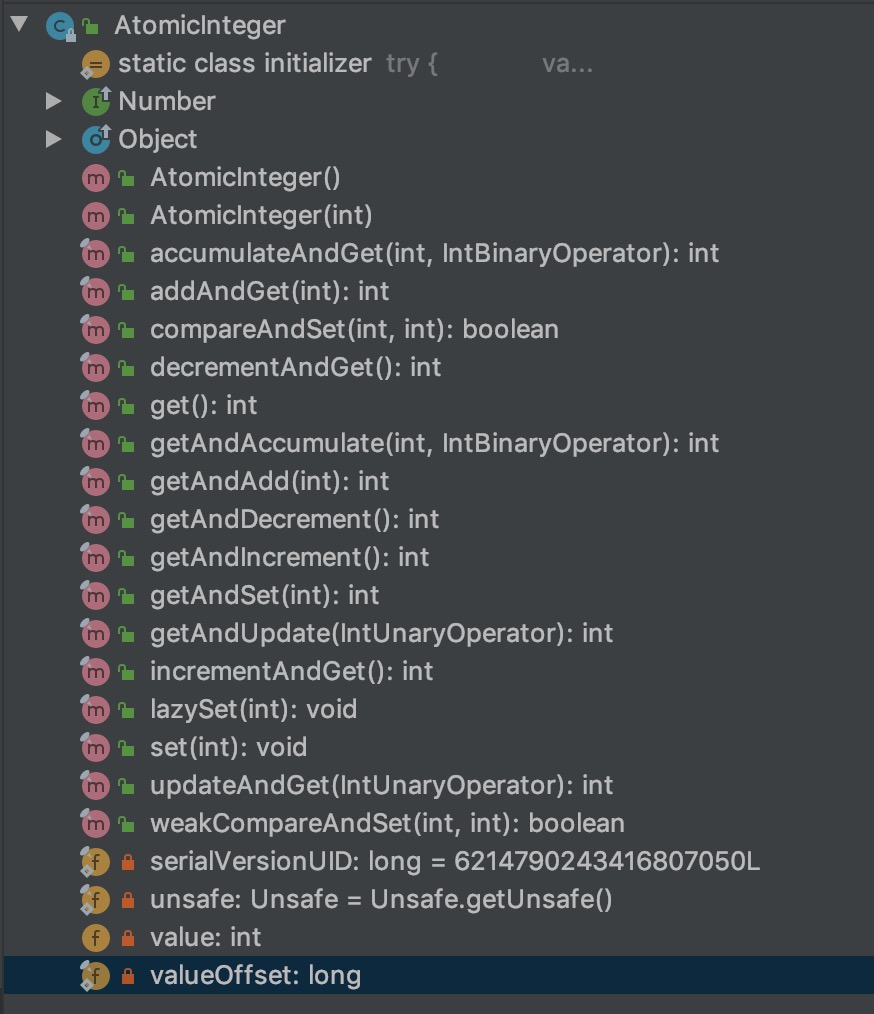 AtomicInteger
static class initializer try { va...
Number
Object
AtomicInteger()
AtomicInteger(int)
accumulateAndGet(int, IntBinaryOperator): int
addAndGet(int): int
compareAndSet(int, int): boolean
decrementAndGet(): int
get(): int
getAndAccumulate(int, IntBinaryOperator): int
getAndAdd(int): int
getAndDecrement(): int
getAndIncrement(): int
getAndSet(int): int
getAndUpdate(IntUnaryOperator): int
incrementAndGet(): int
lazySet(int): void
set(int): void
updateAndGet(IntUnaryOperator): int
weakCompareAndSet(int, int): boolean
serialVersionUID: long = 6214790243416807050L
unsafe: Unsafe = Unsafe.getUnsafe()
value: int
valueOffset: long